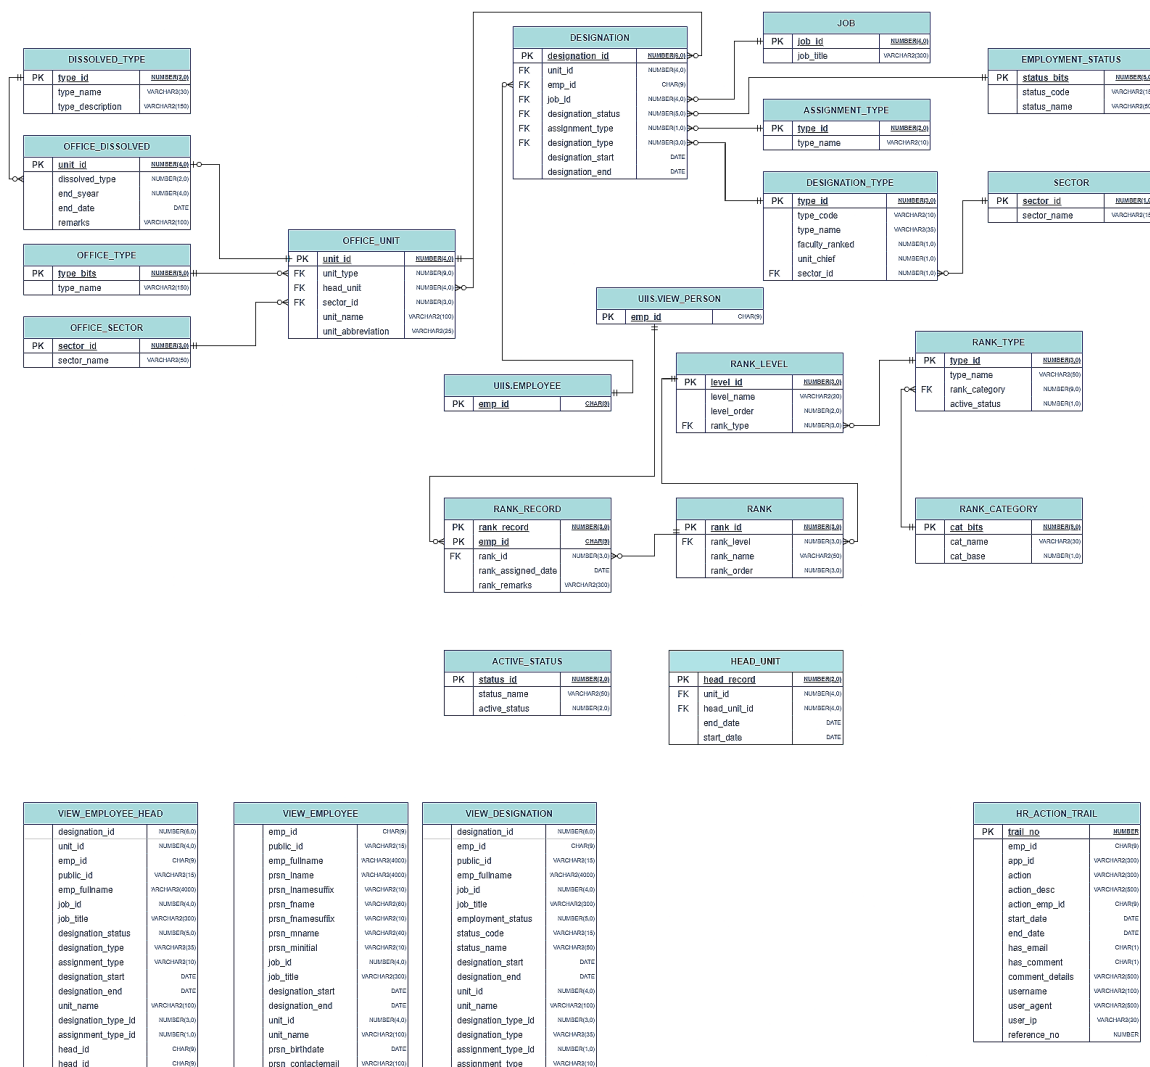 DISSOLVED_TYPE
PK type_id NUMBER(2,0)
type_name VARCHAR2(30)
type_description VARCHAR2(150)
OFFICE_DISSOLVED
PK unit_id NUMBER(4,0)
dissolved_type NUMBER(2,0)
end_syear NUMBER(4,0)
end_date DATE
remarks VARCHAR2(100)
OFFICE_TYPE
PK type_bits NUMBER(5,0)
type_name VARCHAR2(150)
OFFICE_SECTOR
PK sector_id NUMBER(3,0)
sector_name VARCHAR2(50)
OFFICE_UNIT
PK unit_id NUMBER(4,0)
FK unit_type NUMBER(9,0)
FK head_unit NUMBER(4,0)
FK sector_id NUMBER(3,0)
unit_name VARCHAR2(100)
unit_abbreviation VARCHAR2(25)
DESIGNATION
PK designation_id NUMBER(6,0)
FK unit_id NUMBER(4,0)
FK emp_id CHAR(9)
FK job_id NUMBER(4,0)
FK designation_status NUMBER(5,0)
FK assignment_type NUMBER(1,0)
FK designation_type NUMBER(3,0)
designation_start DATE
designation_end DATE
JOB
PK job_id NUMBER(4,0)
job_title VARCHAR2(300)
ASSIGNMENT_TYPE
PK type_id NUMBER(2,0)
type_name VARCHAR2(10)
EMPLOYMENT_STATUS
PK status_bits
status_code
status_name
DESIGNATION_TYPE
PK type_id NUMBER(3,0)
type_code VARCHAR2(10)
type_name VARCHAR2(35)
faculty_ranked NUMBER(1,0)
unit_chief NUMBER(1,0)
FK sector_id NUMBER(1,0)
SECTOR
PK sector_id
sector_name
UIIS.VIEW_PERSON
PK emp_id CHAR(9)
UIIS.EMPLOYEE
PK emp_id CHAR(9)
RANK_LEVEL
PK level_id NUMBER(3,0)
level_name VARCHAR2(20)
level_order NUMBER(2,0)
FK rank_type NUMBER(3,0)
RANK_TYPE
PK type_id NUMBER(3,0)
type_name VARCHAR2(50)
FK rank_category NUMBER(9,0)
active_status NUMBER(1,0)
RANK_RECORD
PK rank_record NUMBER(3,0)
PK emp_id CHAR(9)
FK rank_id NUMBER(3,0)
rank_assigned_date DATE
rank_remarks VARCHAR2(300)
RANK
PK rank_id NUMBER(3,0)
FK rank_level NUMBER(3,0)
rank_name VARCHAR2(50)
rank_order NUMBER(3,0)
RANK_CATEGORY
PK cat_bits NUMBER(5,0)
cat_name VARCHAR2(30)
cat_base NUMBER(1,0)
ACTIVE_STATUS
PK status_id NUMBER(2,0)
status_name VARCHAR2(50)
active_status NUMBER(2,0)
HEAD_UNIT
PK head_record NUMBER(2,0)
FK unit_id NUMBER(4,0)
FK head_unit_id NUMBER(4,0)
end_date DATE
start_date DATE
VIEW_EMPLOYEE_HEAD
designation_id NUMBER(6,0)
unit_id NUMBER(4,0)
emp_id CHAR(9)
public_id VARCHAR2(15)
emp_fullname
job_id NUMBER(4,0)
job_title VARCHAR2(300)
designation_status NUMBER(5,0)
designation_type VARCHAR2(35)
assignment_type VARCHAR2(10)
designation_start DATE
designation_end DATE
unit_name VARCHAR2(100)
designation_type_id NUMBER(3,0)
assignment_type_id NUMBER(1,0)
head_id CHAR(9)
head_id CHAR(9)
VIEW_EMPLOYEE
emp_id CHAR(9)
public_id VARCHAR2(15)
emp_fullname
prsn_lname
prsn_lnamesuffix VARCHAR2(10)
prsn_fname VARCHAR2(60)
prsn_fnamesuffix VARCHAR2(10)
prsn_mname VARCHAR2(40)
prsn_minitial VARCHAR2(10)
job_id NUMBER(4,0)
job_title VARCHAR2(300)
designation_start DATE
designation_end DATE
unit_id NUMBER(4,0)
unit_name VARCHAR2(100)
prsn_birthdate DATE
prsn_contactemail VARCHAR2(100)
VIEW_DESIGNATION
designation_id NUMBER(6,0)
emp_id CHAR(9)
public_id VARCHAR2(15)
emp_fullname
job_id NUMBER(4,0)
job_title VARCHAR2(300)
employment_status NUMBER(5,0)
status_code VARCHAR2(15)
status_name VARCHAR2(50)
designation_start DATE
designation_end DATE
unit_id NUMBER(4,0)
unit_name VARCHAR2(100)
designation_type_id NUMBER(3,0)
designation_type VARCHAR2(35)
assignment_type_id NUMBER(1,0)
assignment_type VARCHAR2(10)
HR_ACTION_TRAIL
PK trail_no NUMBER
emp_id CHAR(9)
app_id VARCHAR2(300)
action VARCHAR2(300)
action_desc VARCHAR2(500)
action_emp_id CHAR(9)
start_date DATE
end_date DATE
has_email CHAR(1)
has_comment CHAR(1)
comment_details VARCHAR2(500)
username VARCHAR2(100)
user_agent VARCHAR2(500)
user_ip VARCHAR2(20)
reference_no NUMBER